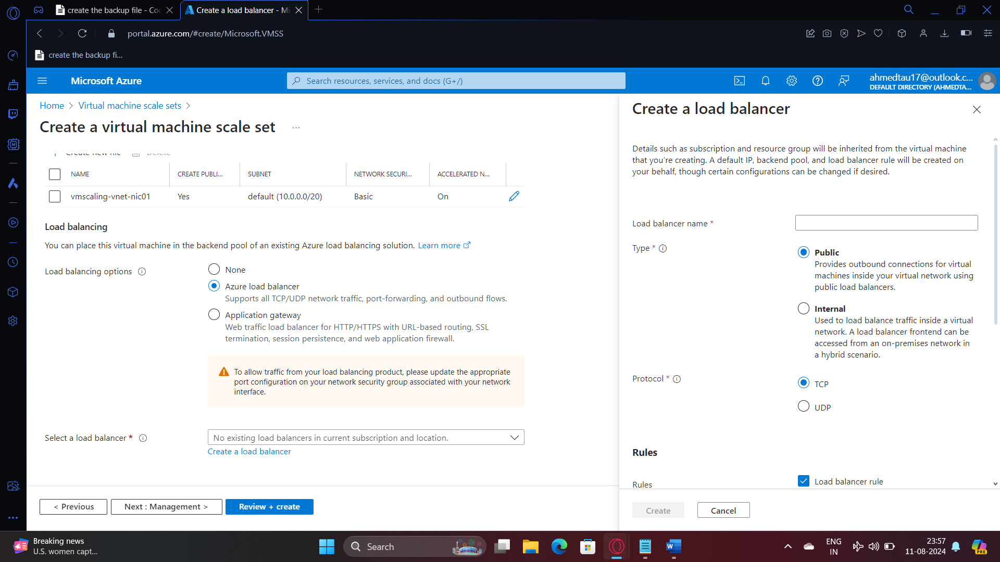 create the backup file - Coo
Create a load balancer - Mi
portal.azure.com/#create/Microsoft.VMSS
create the backup fi...
Microsoft Azure
Search resources, services, and docs (G+/)
ahmedtau17@outlook.c...
DEFAULT DIRECTORY (AHMEDTA...
Home > Virtual machine scale sets >
Create a virtual machine scale set ...
Create new nic Delete
NAME CREATE PUBLI... SUBNET NETWORK SECURI... ACCELERATED N...
vmscaling-vnet-nic01 Yes default (10.0.0.0/20) Basic On
Load balancing
You can place this virtual machine in the backend pool of an existing Azure load balancing solution. Learn more
Load balancing options
None
Azure load balancer
Supports all TCP/UDP network traffic, port-forwarding, and outbound flows.
Application gateway
Web traffic load balancer for HTTP/HTTPS with URL-based routing, SSL
termination, session persistence, and web application firewall.
To allow traffic from your load balancing product, please update the appropriate
port configuration on your network security group associated with your network
interface.
Select a load balancer *
No existing load balancers in current subscription and location.
Create a load balancer
< Previous
Next : Management >
Review + create
Create a load balancer
Details such as subscription and resource group will be inherited from the virtual machine
that you're creating. A default IP, backend pool, and load balancer rule will be created on
your behalf, though certain configurations can be changed if desired.
Load balancer name *
Type *
Public
Provides outbound connections for virtual
machines inside your virtual network using
public load balancers.
Internal
Used to load balance traffic inside a virtual
network. A load balancer frontend can be
accessed from an on-premises network in
a hybrid scenario.
Protocol *
TCP
UDP
Rules
Rules
Load balancer rule
Create
Cancel
Breaking news
U.S. women capt...
Search
ENG
IN
23:57
11-08-2024
PRE